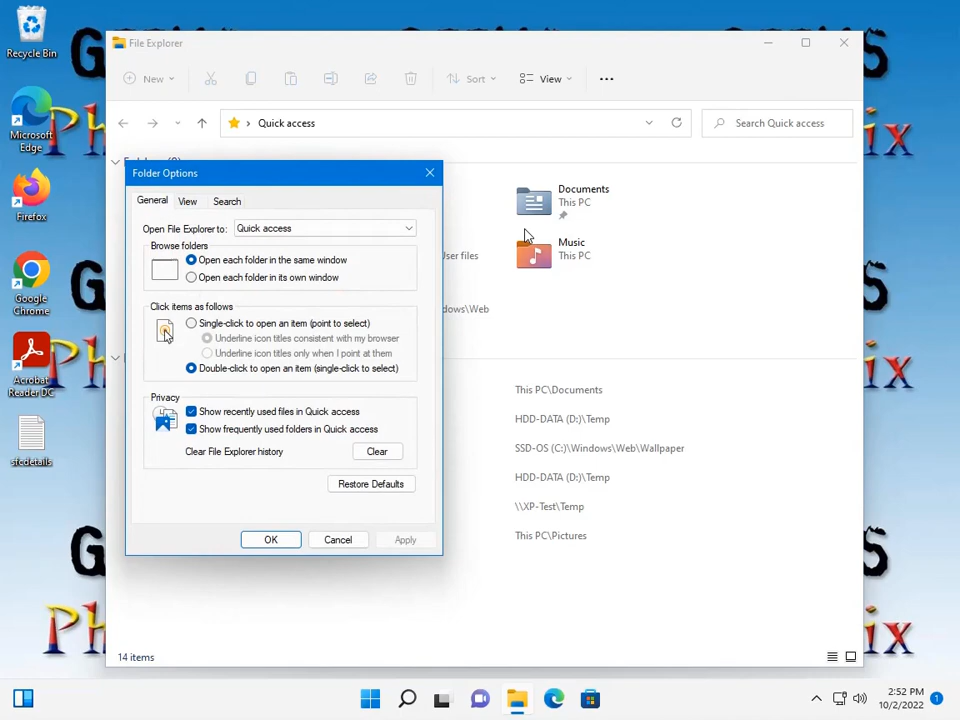 Recycle Bin
Microsoft
Edge
Firefox
Google
Chrome
Acrobat
Reader DC
sfcdetails
File Explorer
New
Sort
View
Quick access
Search Quick access
Documents
This PC
Music
This PC
ser files
dows\Web
This PC\Documents
HDD-DATA (D:)\Temp
SSD-OS (C:)\Windows\Web\Wallpaper
HDD-DATA (D:)\Temp
\\XP-Test\Temp
This PC\Pictures
14 items
Folder Options
General View Search
Open File Explorer to: Quick access
Browse folders
Open each folder in the same window
Open each folder in its own window
Click items as follows
Single-click to open an item (point to select)
Underline icon titles consistent with my browser
Underline icon titles only when I point at them
Double-click to open an item (single-click to select)
Privacy
Show recently used files in Quick access
Show frequently used folders in Quick access
Clear File Explorer history Clear
Restore Defaults
OK Cancel Apply
2:52 PM
10/2/2022
1